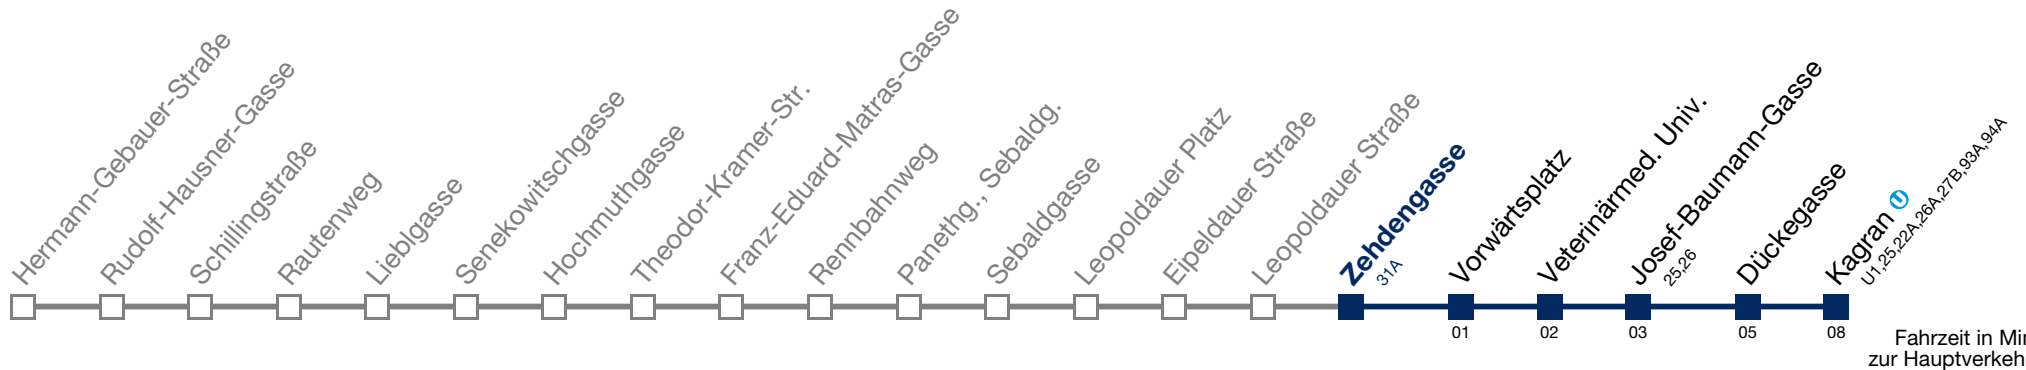 Hermann-Gebauer-Straße
Rudolf-Hausner-Gasse
Schillingstraße
Rautenweg
Lieblgasse
Senekowitschgasse
Hochmuthgasse
Theodor-Kramer-Str.
Franz-Eduard-Matras-Gasse
Rennbahnweg
Panethg., Sebaldg.
Sebaldgasse
Leopoldauer Platz
Eipeldauer Straße
Leopoldauer Straße
Zehdengasse
31A
Vorwärtsplatz
Veterinärmed. Univ.
Josef-Baumann-Gasse
25,26
Dückegasse
Kagran U
U1,25,22A,26A,27B,93A,94A
01 02 03 05 08
Fahrzeit in Min
zur Hauptverkeh